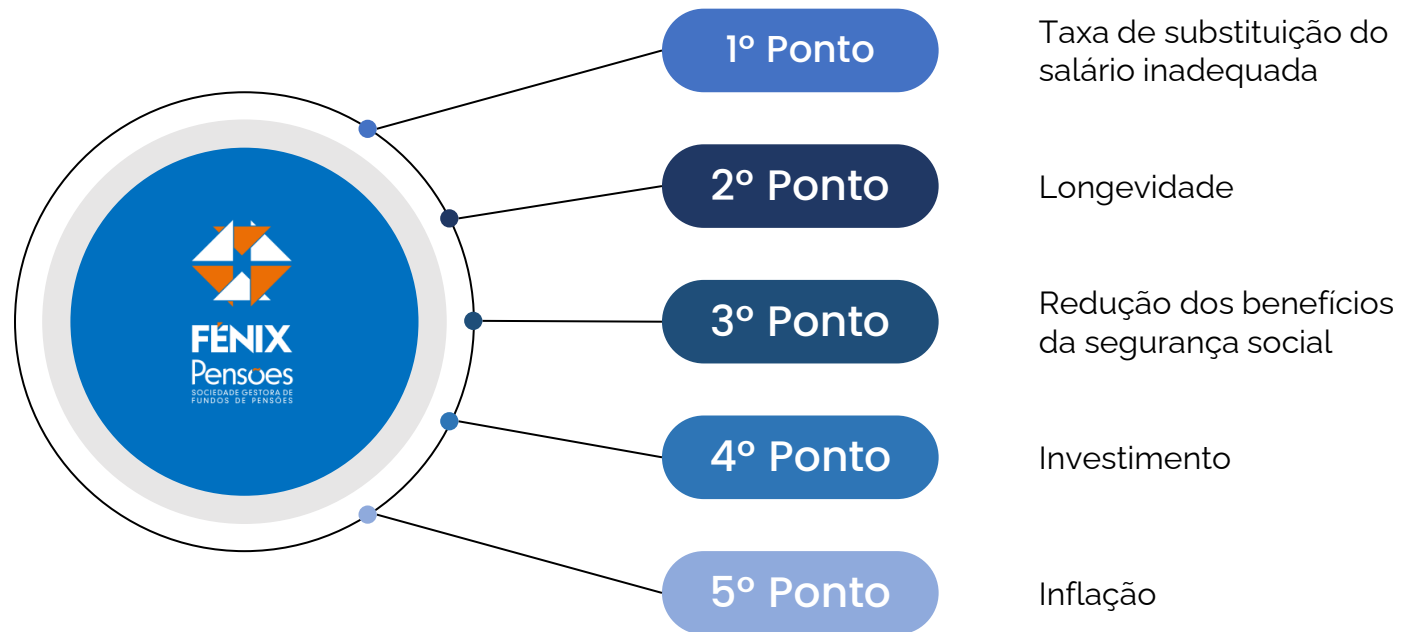 1º Ponto
Taxa de substituição do
salário inadequada
2º Ponto
Longevidade
3º Ponto
Redução dos benefícios
da segurança social
4º Ponto
Investimento
5º Ponto
Inflação
FÉNIX
Pensões
SOCIEDADE GESTORA DE
FUNDOS DE PENSÕES